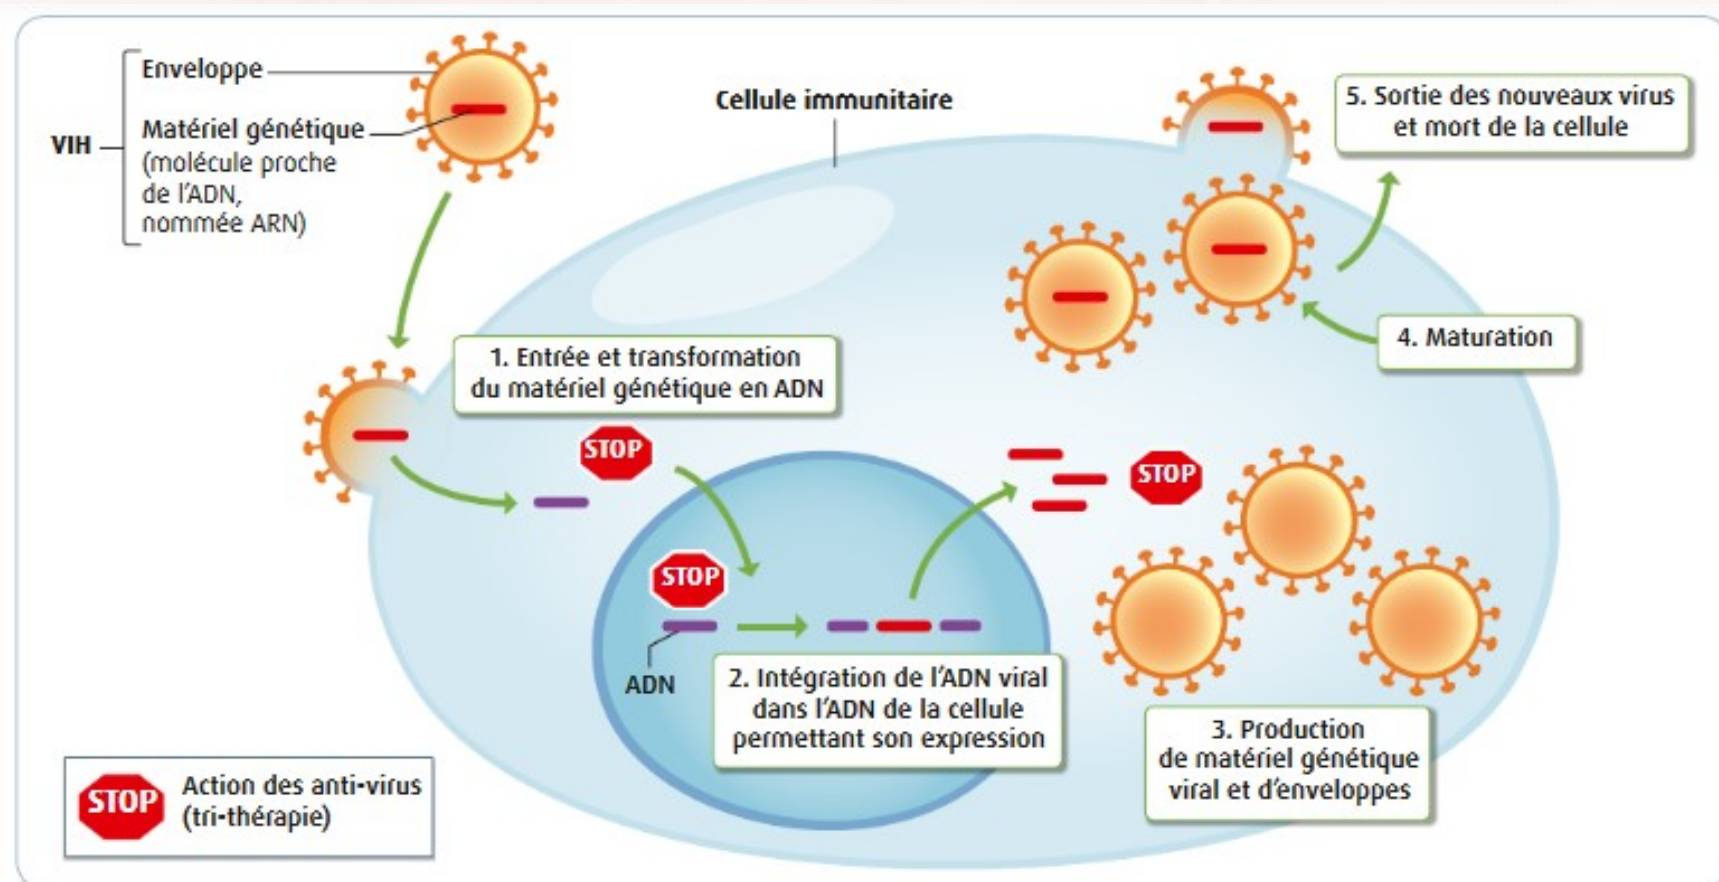 VIH
Enveloppe
Matériel génétique
(molécule proche
de l'ADN,
nommée ARN)
Cellule immunitaire
1. Entrée et transformation
du matériel génétique en ADN
STOP
STOP
ADN
2. Intégration de l'ADN viral
dans l'ADN de la cellule
permettant son expression
STOP
3. Production
de matériel génétique
viral et d'enveloppes
4. Maturation
5. Sortie des nouveaux virus
et mort de la cellule
STOP
Action des anti-virus
(tri-thérapie)